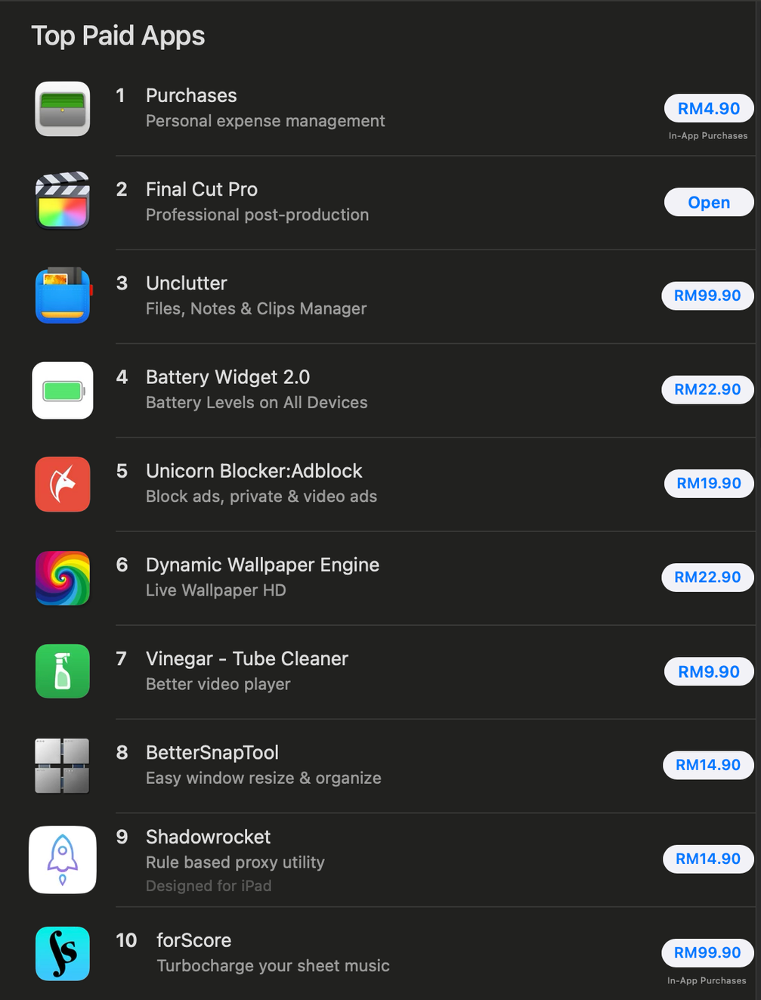 Top Paid Apps
1 Purchases
Personal expense management
RM4.90
In-App Purchases
2 Final Cut Pro
Professional post-production
Open
3 Unclutter
Files, Notes & Clips Manager
RM99.90
4 Battery Widget 2.0
Battery Levels on All Devices
RM22.90
5 Unicorn Blocker:Adblock
Block ads, private & video ads
RM19.90
6 Dynamic Wallpaper Engine
Live Wallpaper HD
RM22.90
7 Vinegar - Tube Cleaner
Better video player
RM9.90
8 BetterSnapTool
Easy window resize & organize
RM14.90
9 Shadowrocket
Rule based proxy utility
Designed for iPad
RM14.90
10 forScore
Turbocharge your sheet music
RM99.90
In-App Purchases